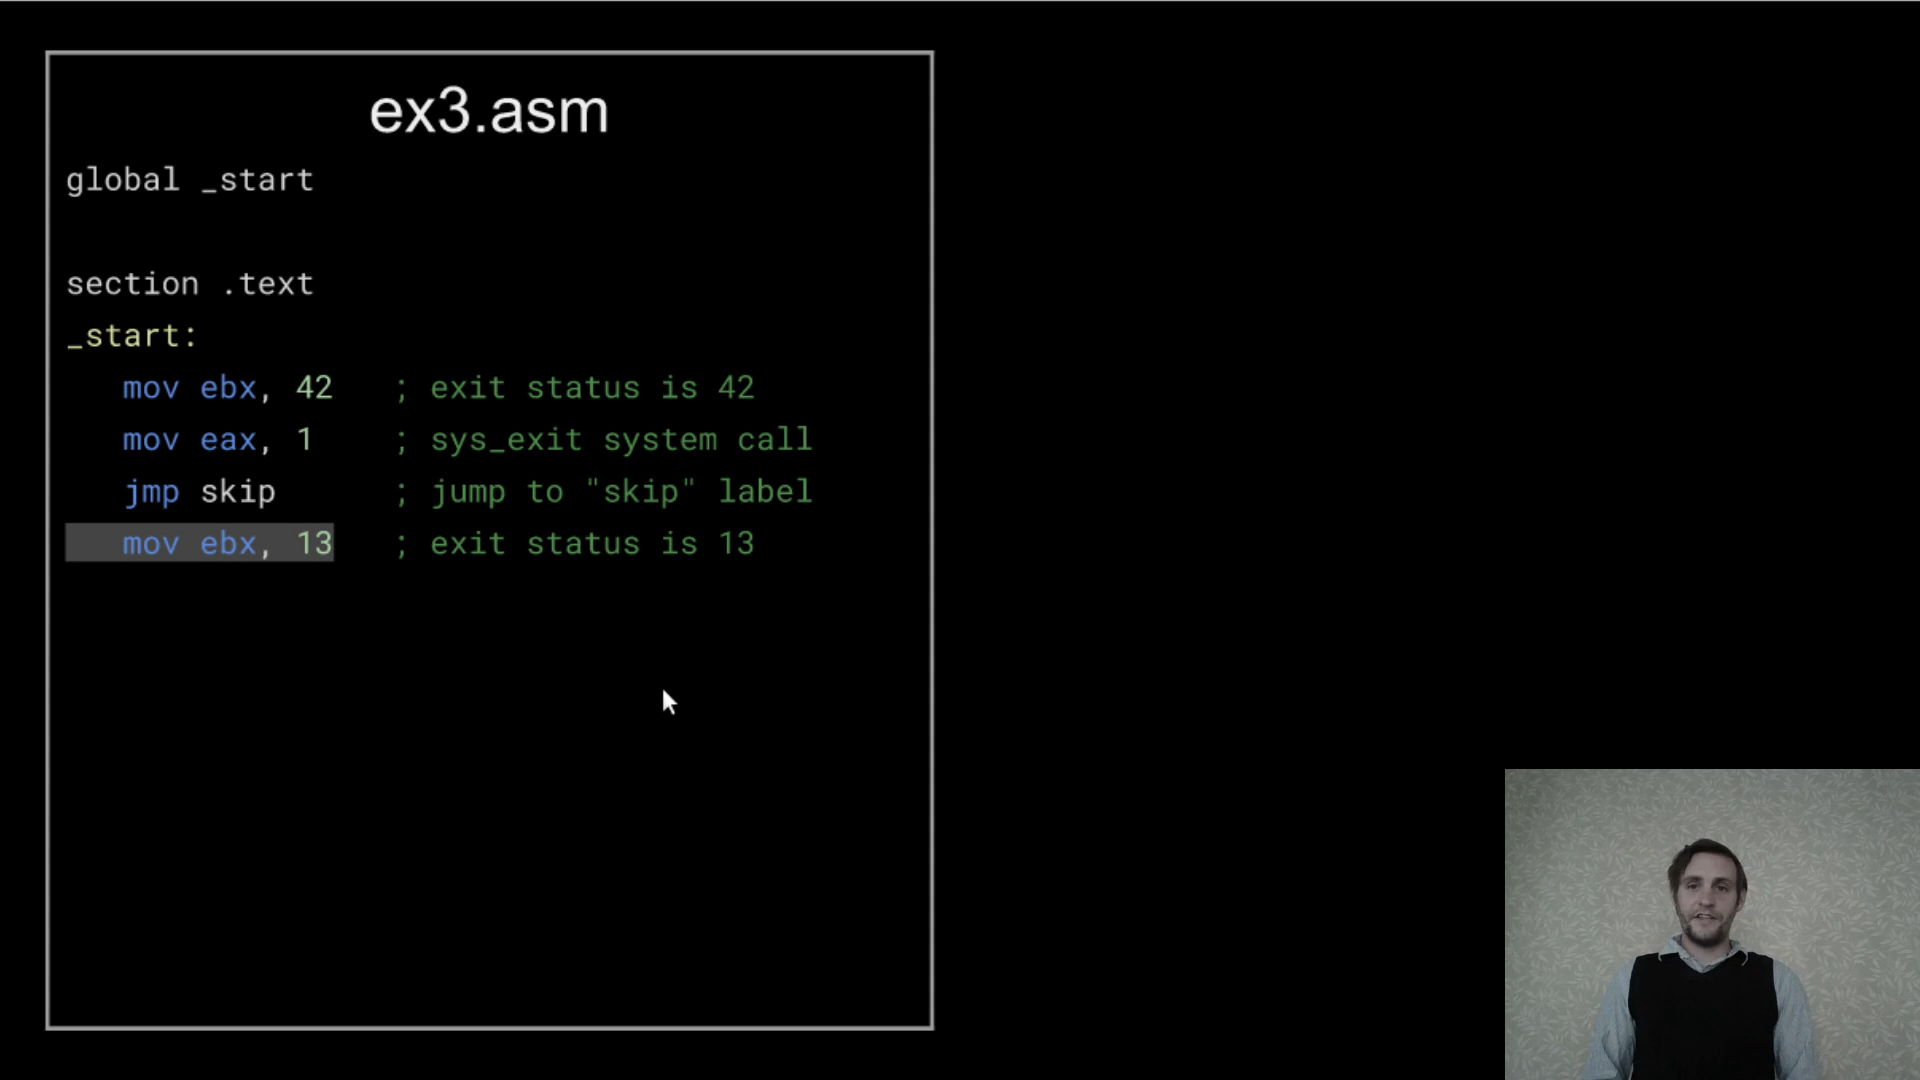 ex3.asm
global _start
section .text
_start:
mov ebx, 42 ; exit status is 42
mov eax, 1 ; sys_exit system call
jmp skip ; jump to "skip" label
mov ebx, 13 ; exit status is 13